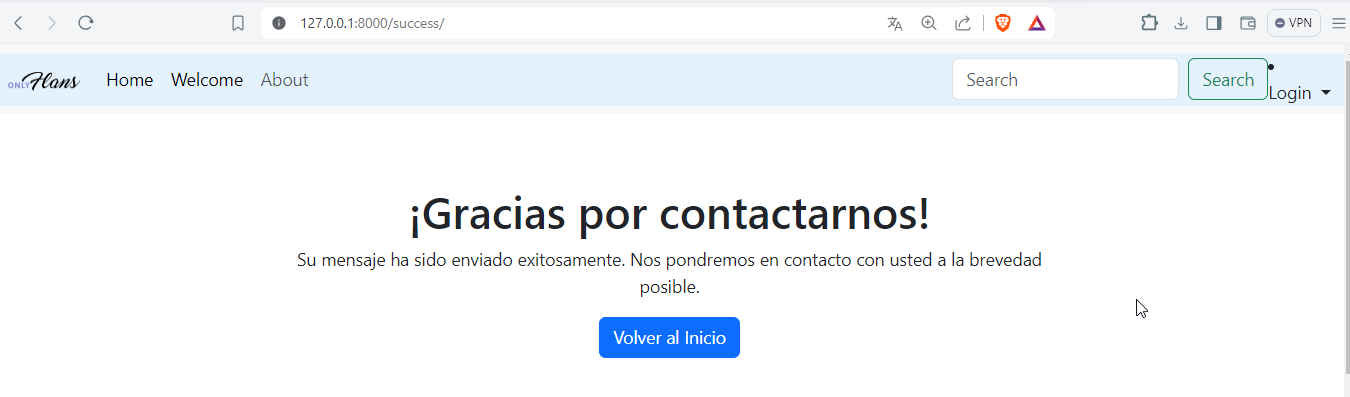 127.0.0.1:8000/success/
VPN
ONLY Hans Home Welcome About Search Search
Login
¡Gracias por contactarnos!
Su mensaje ha sido enviado exitosamente. Nos pondremos en contacto con usted a la brevedad
posible.
Volver al Inicio